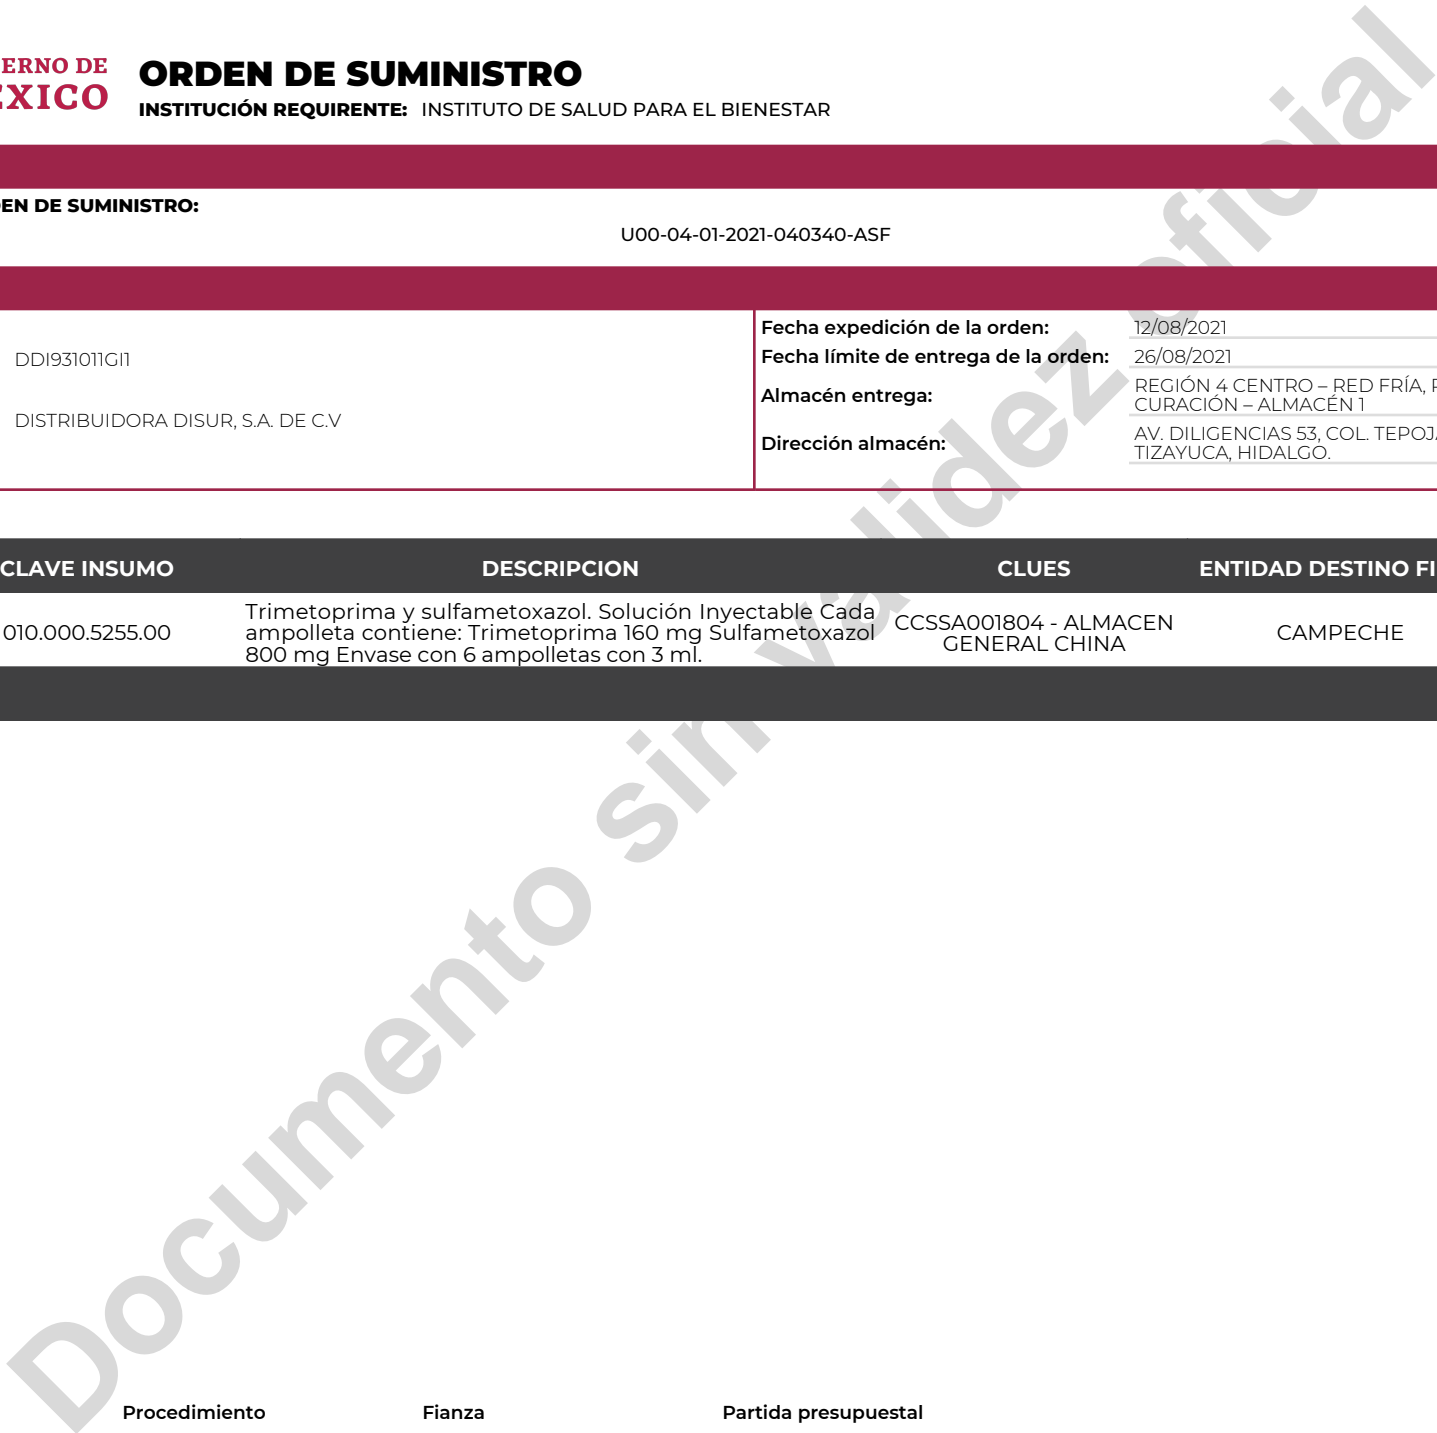 ERNO DE
ÉXICO
ORDEN DE SUMINISTRO
INSTITUCIÓN REQUIRENTE: INSTITUTO DE SALUD PARA EL BIENESTAR
EN DE SUMINISTRO:
U00-04-01-2021-040340-ASF
DDI931011GI1
DISTRIBUIDORA DISUR, S.A. DE C.V
Fecha expedición de la orden: 12/08/2021
Fecha límite de entrega de la orden: 26/08/2021
Almacén entrega: REGIÓN 4 CENTRO – RED FRÍA,
CURACIÓN – ALMACÉN 1
Dirección almacén: AV. DILIGENCIAS 53, COL. TEPOJ
TIZAYUCA, HIDALGO.
CLAVE INSUMO DESCRIPCION CLUES ENTIDAD DESTINO FI
010.000.5255.00
Trimetoprima y sulfametoxazol. Solución Inyectable Cada
ampolleta contiene: Trimetoprima 160 mg Sulfametoxazol
800 mg Envase con 6 ampolletas con 3 ml.
CCSSA001804 - ALMACEN
GENERAL CHINA
CAMPECHE
Documento sin validez oficial
Procedimiento Fianza Partida presupuestal